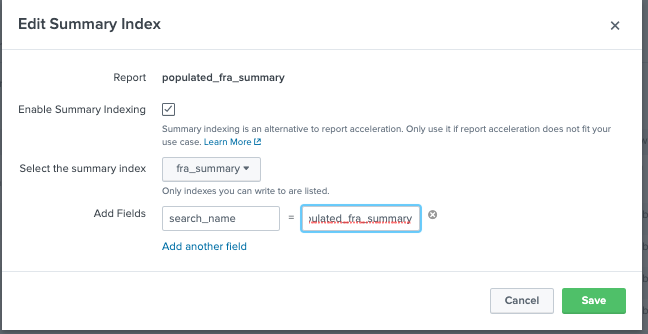 Edit Summary Index
Report populated_fra_summary
Enable Summary Indexing
Summary indexing is an alternative to report acceleration. Only use it if report acceleration does not fit your
use case. Learn More
Select the summary index fra_summary
Only indexes you can write to are listed.
Add Fields search_name = pulated_fra_summary
Add another field
Cancel Save